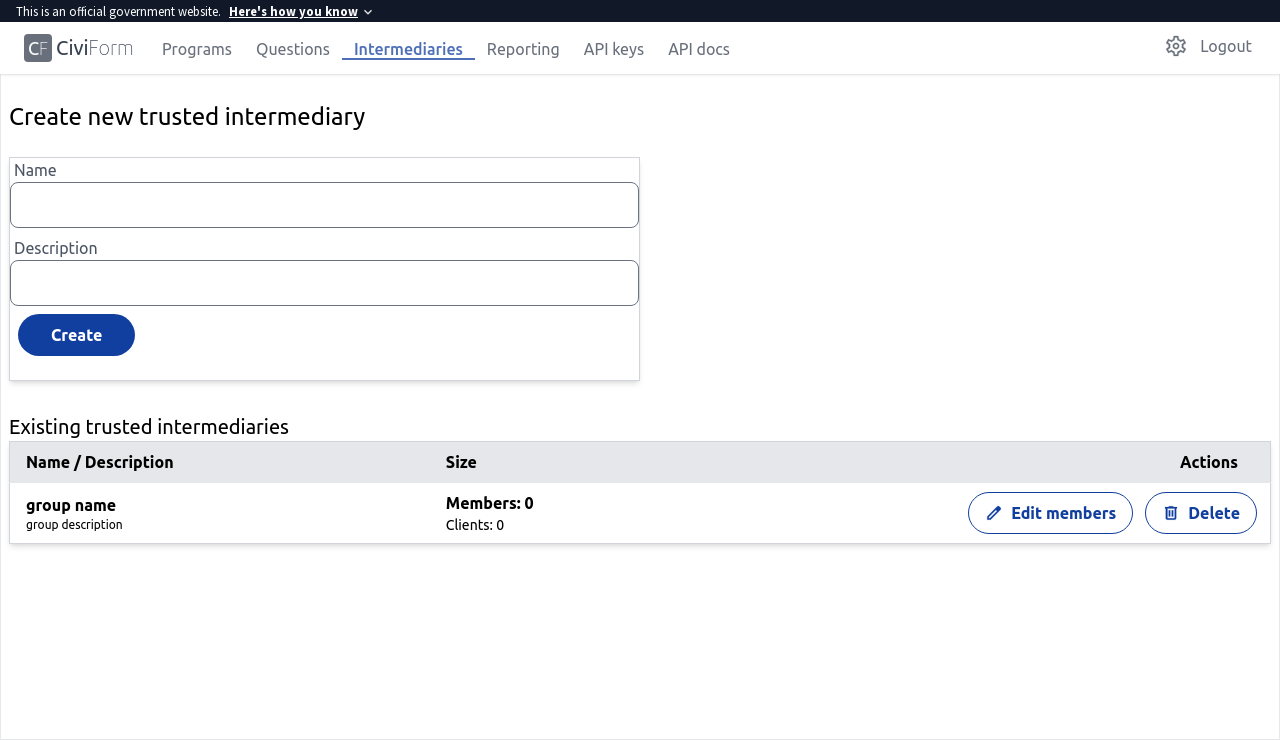 This is an official government website. Here's how you know
CF CiviForm Programs Questions Intermediaries Reporting API keys API docs Logout
Create new trusted intermediary
Name
Description
Create
Existing trusted intermediaries
Name / Description Size Actions
group name Members: 0 Edit members Delete
group description Clients: 0